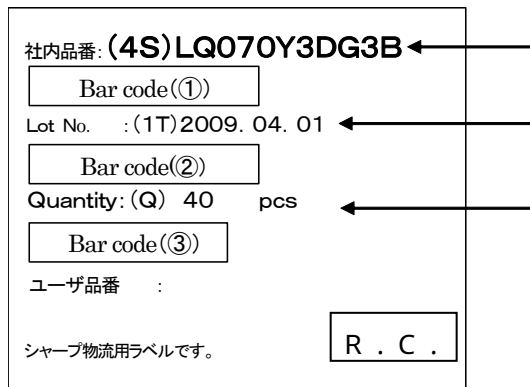 社内品番: (4S)LQ070Y3DG3B
Bar code(①)
Lot No. :(1T)2009. 04. 01
Bar code(②)
Quantity:(Q) 40 pcs
Bar code(③)
ユーザ品番 :
シャープ物流用ラベルです。
R . C .